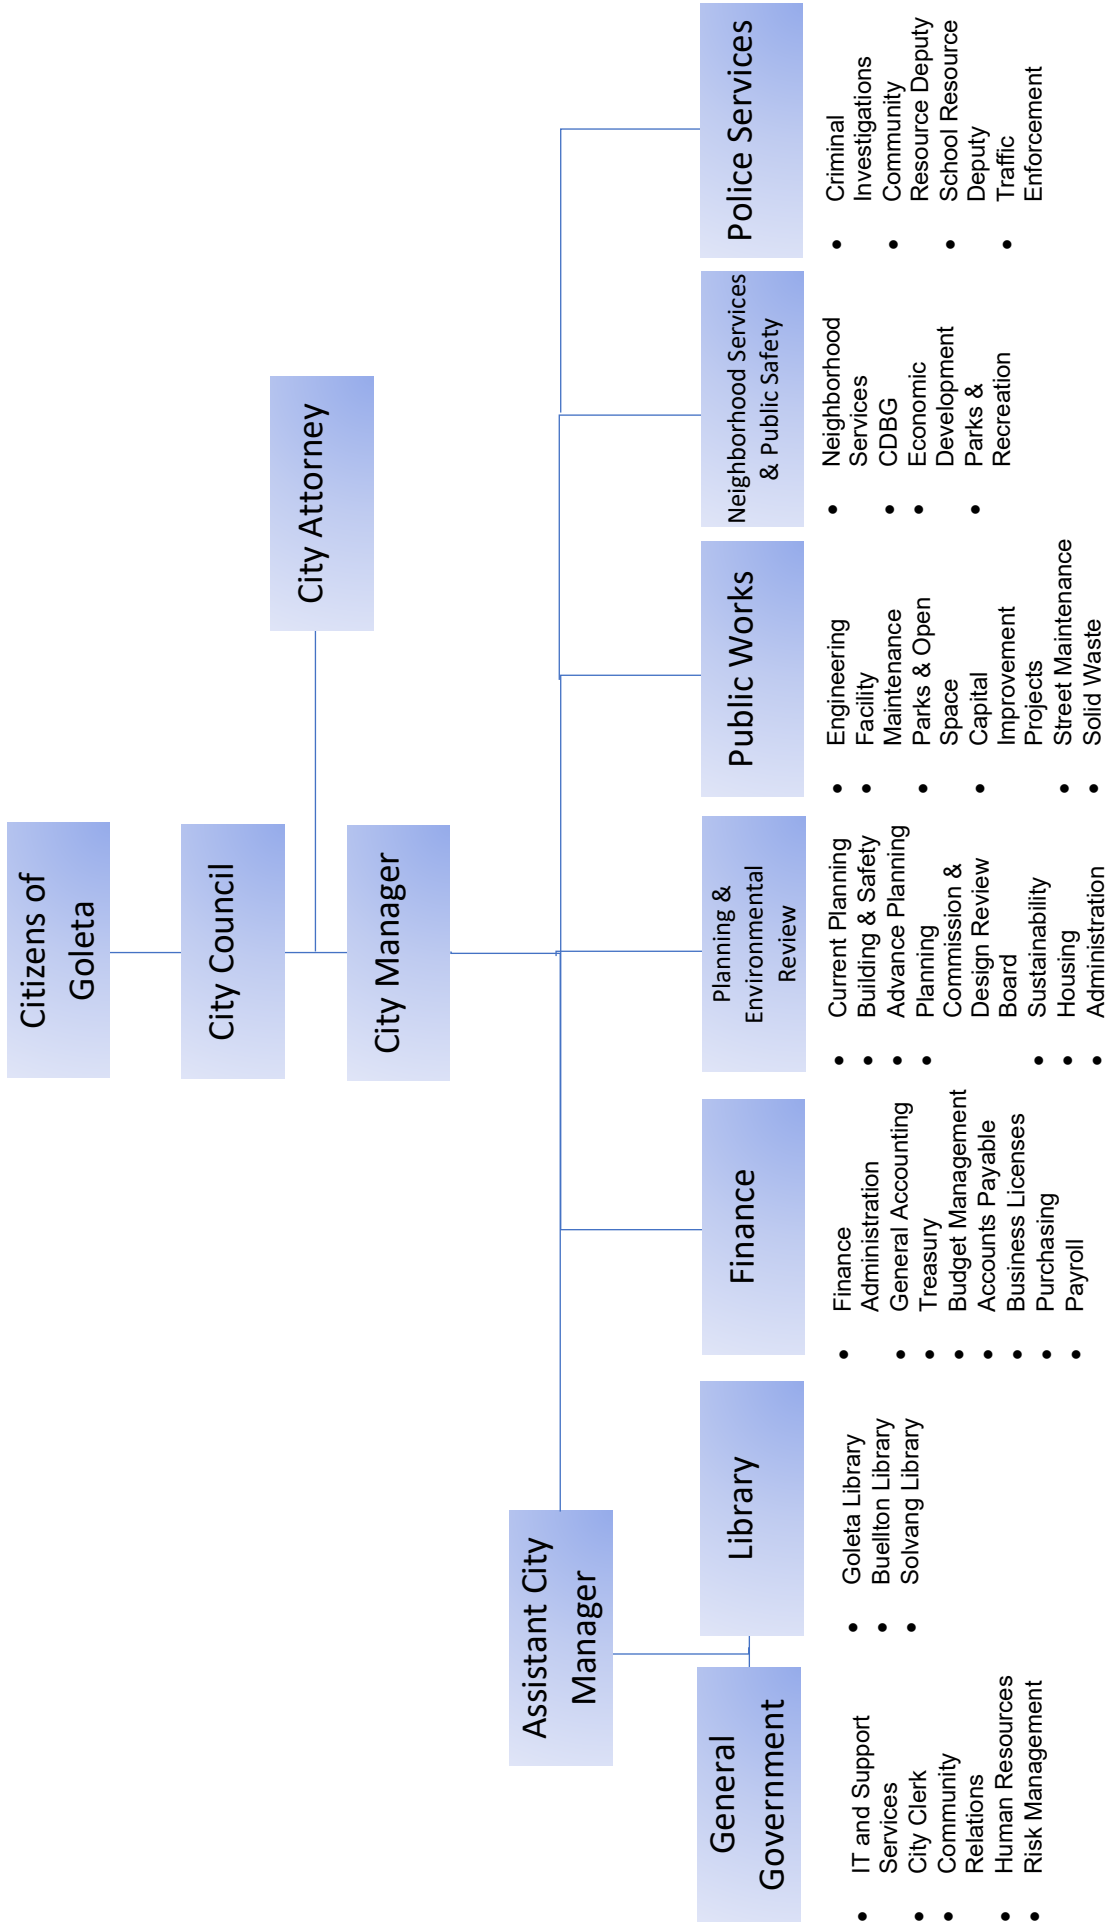 Citizens of
Goleta
City Council
City Attorney
City Manager
Assistant City
Manager
General
Government
Library
Finance
Planning &
Environmental
Review
Public Works
Neighborhood Services
& Public Safety
Police Services
• IT and Support
Services
• City Clerk
• Community
Relations
• Human Resources
• Risk Management
• Goleta Library
• Buellton Library
• Solvang Library
• Finance
Administration
• General Accounting
• Treasury
• Budget Management
• Accounts Payable
• Business Licenses
• Purchasing
• Payroll
• Current Planning
• Building & Safety
• Advance Planning
• Planning
Commission &
Design Review
Board
• Sustainability
• Housing
• Administration
• Engineering
• Facility
Maintenance
• Parks & Open
Space
• Capital
Improvement
Projects
• Street Maintenance
• Solid Waste
• Neighborhood
Services
• CDBG
• Economic
Development
• Parks &
Recreation
• Criminal
Investigations
• Community
Resource Deputy
• School Resource
Deputy
• Traffic
Enforcement